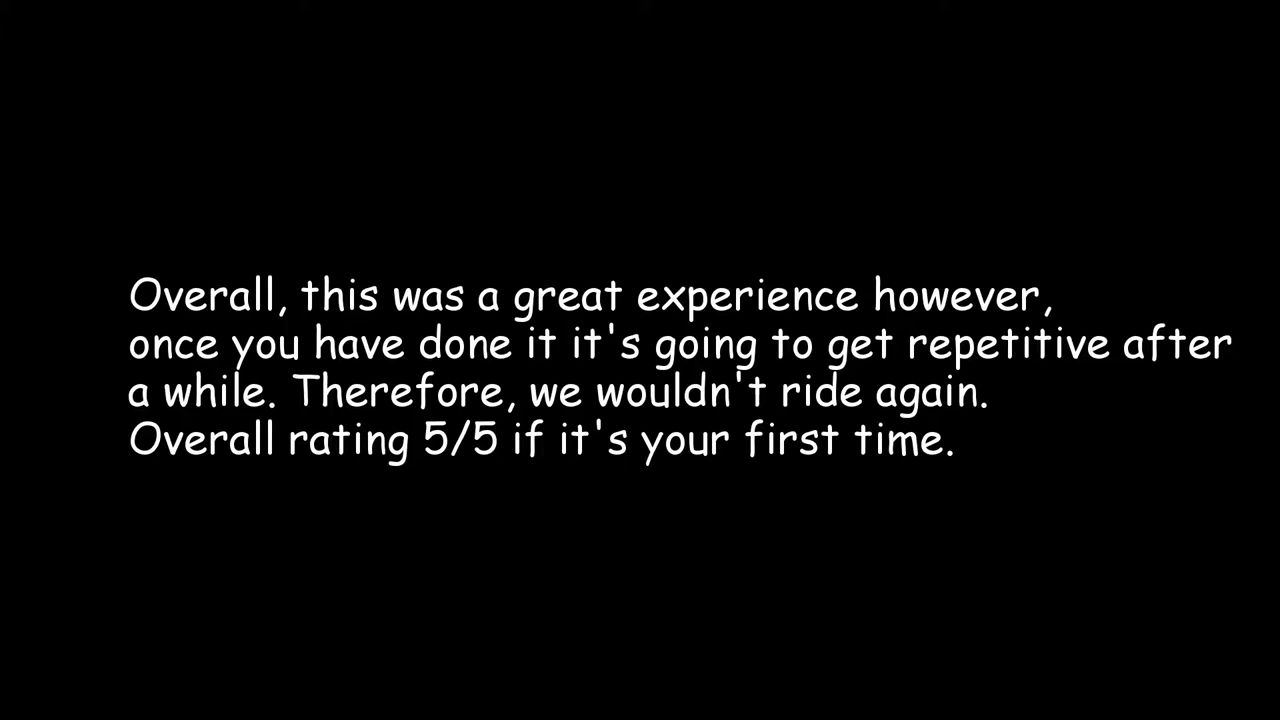 Overall, this was a great experience however,
once you have done it it's going to get repetitive after
a while. Therefore, we wouldn't ride again.
Overall rating 5/5 if it's your first time.